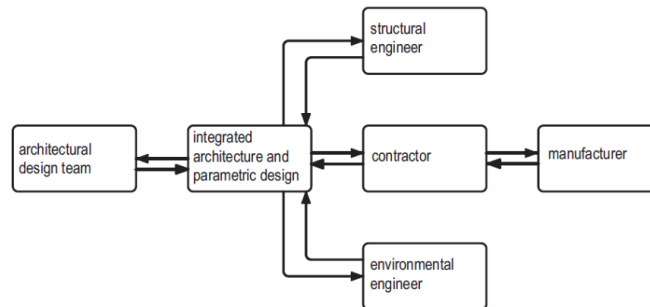 structural
engineer
architectural
design team
integrated
architecture and
parametric design
contractor
manufacturer
environmental
engineer